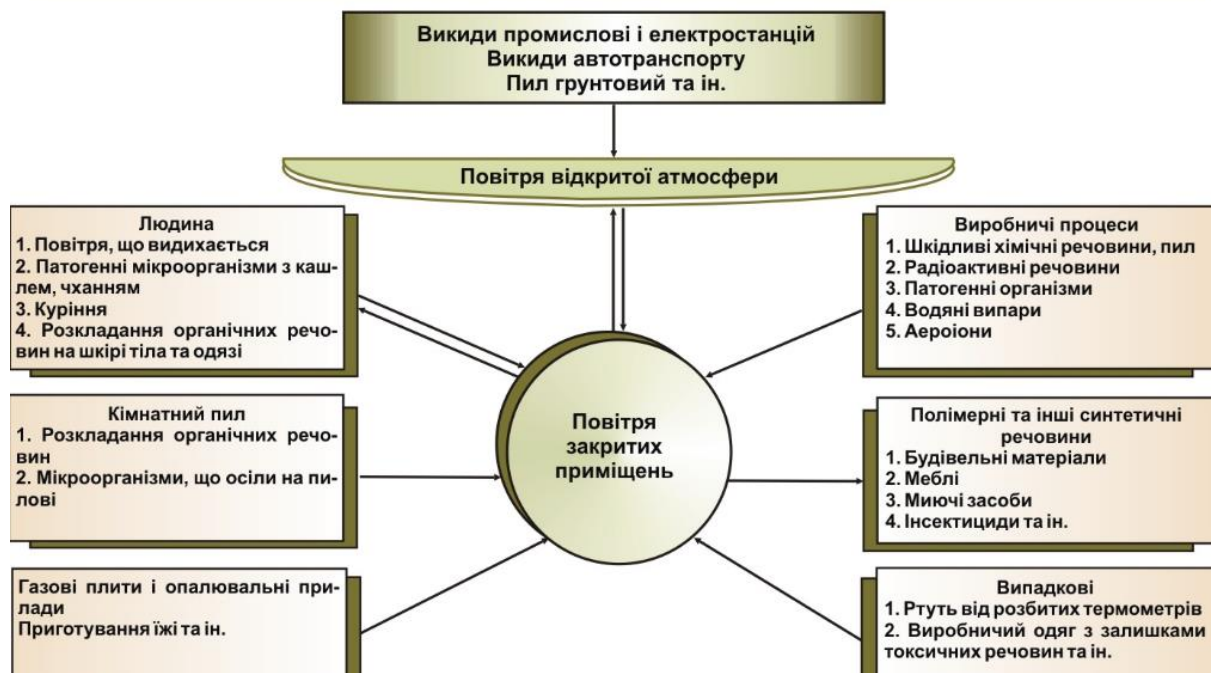 Викиди промислові і електростанцій
Викиди автотранспорту
Пил грунтовий та ін.
Повітря відкритої атмосфери
Людина
1. Повітря, що видихається
2. Патогенні мікроорганізми з каш-
лем, чханням
3. Куріння
4. Розкладання органічних речо-
вин на шкірі тіла та одязі
Виробничі процеси
1. Шкідливі хімічні речовини, пил
2. Радіоактивні речовини
3. Патогенні організми
4. Водяні випари
5. Аероіони
Кімнатний пил
1. Розкладання органічних речо-
вин
2. Мікроорганізми, що осіли на пи-
лові
Повітря
закритих
приміщень
Полімерні та інші синтетичні
речовини
1. Будівельні матеріали
2. Меблі
3. Миючі засоби
4. Інсектициди та ін.
Газові плити і опалювальні при-
лади
Приготування їжі та ін.
Випадкові
1. Ртуть від розбитих термометрів
2. Виробничий одяг з залишками
токсичних речовин та ін.